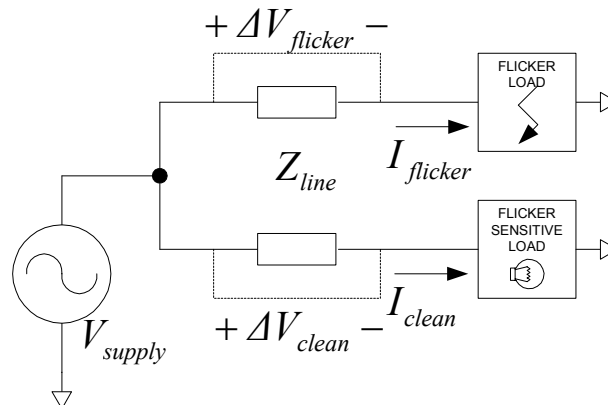 + ΔV_flicker −
FLICKER
LOAD
I_flicker
Z_line
FLICKER
SENSITIVE
LOAD
I_clean
+ ΔV_clean −
V_supply